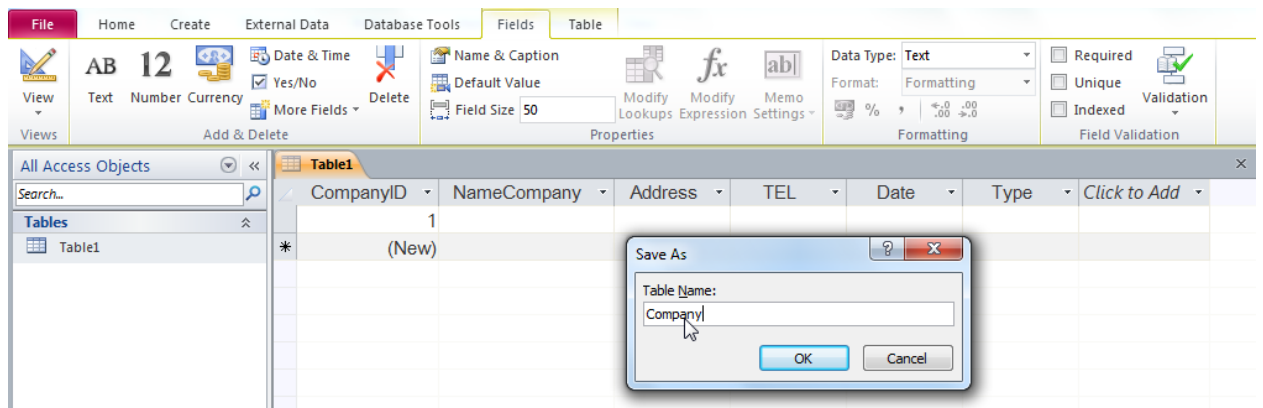 File Home Create External Data Database Tools Fields Table
AB Text
12 Number
Currency
Date & Time
Yes/No
More Fields
Delete
View
Views
Add & Delete
Name & Caption
Default Value
Field Size 50
Modify Lookups
fx Modify Expression
ab| Memo Settings
Properties
Data Type: Text
Format: Formatting
% , .0 .00 .00 .0
Formatting
Required
Unique
Indexed
Validation
Field Validation
All Access Objects «
Search...
Tables
Table1
Table1
CompanyID NameCompany Address TEL Date Type Click to Add
1
* (New)
Save As
Table Name:
Company
OK Cancel